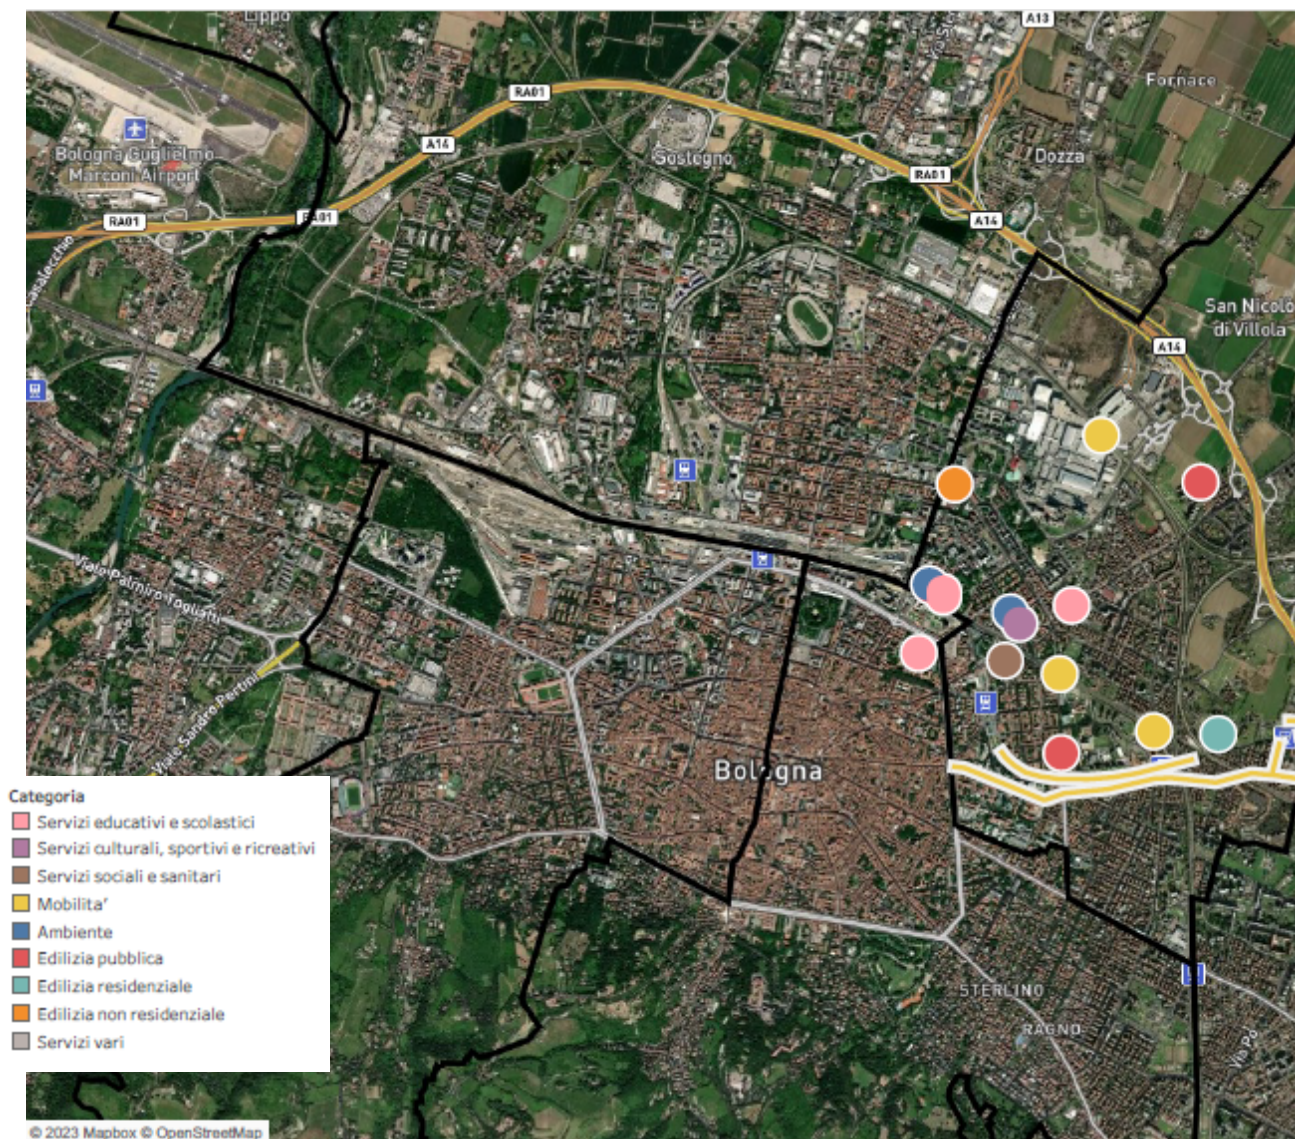 Lippo
A13
Fornace
RA01
A14
Bologna Guglielmo
Marconi Airport
Sostegno
Dozza
RA01
RA01
RA01
A14
Casalecchio
San Nicolò
di Villola
A14
Viale Palmiro Togliatti
Viale Sandro Pertini
Bologna
Categoria
Servizi educativi e scolastici
Servizi culturali, sportivi e ricreativi
Servizi sociali e sanitari
Mobilita'
Ambiente
Edilizia pubblica
Edilizia residenziale
Edilizia non residenziale
Servizi vari
STERLINO
RAGNO
Via Po
© 2023 Mapbox © OpenStreetMap